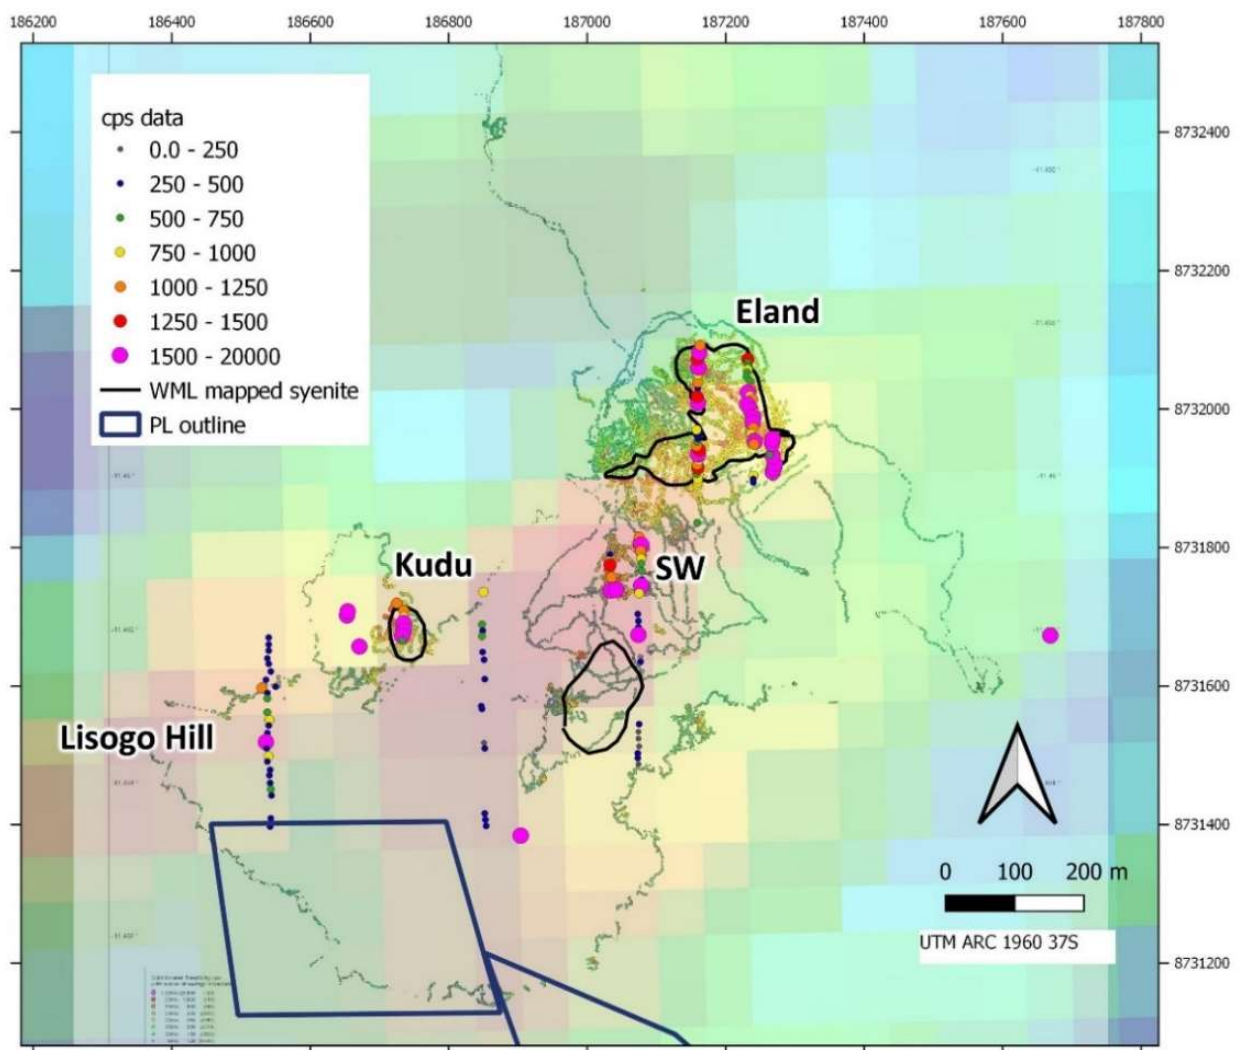 186200 186400 186600 186800 187000 187200 187400 187600 187800
cps data
0.0 - 250
250 - 500
500 - 750
750 - 1000
1000 - 1250
1250 - 1500
1500 - 20000
WML mapped syenite
PL outline
8732400
8732200
Eland
8732000
Kudu
SW
8731800
8731600
Lisogo Hill
8731400
0 100 200 m
UTM ARC 1960 37S
8731200